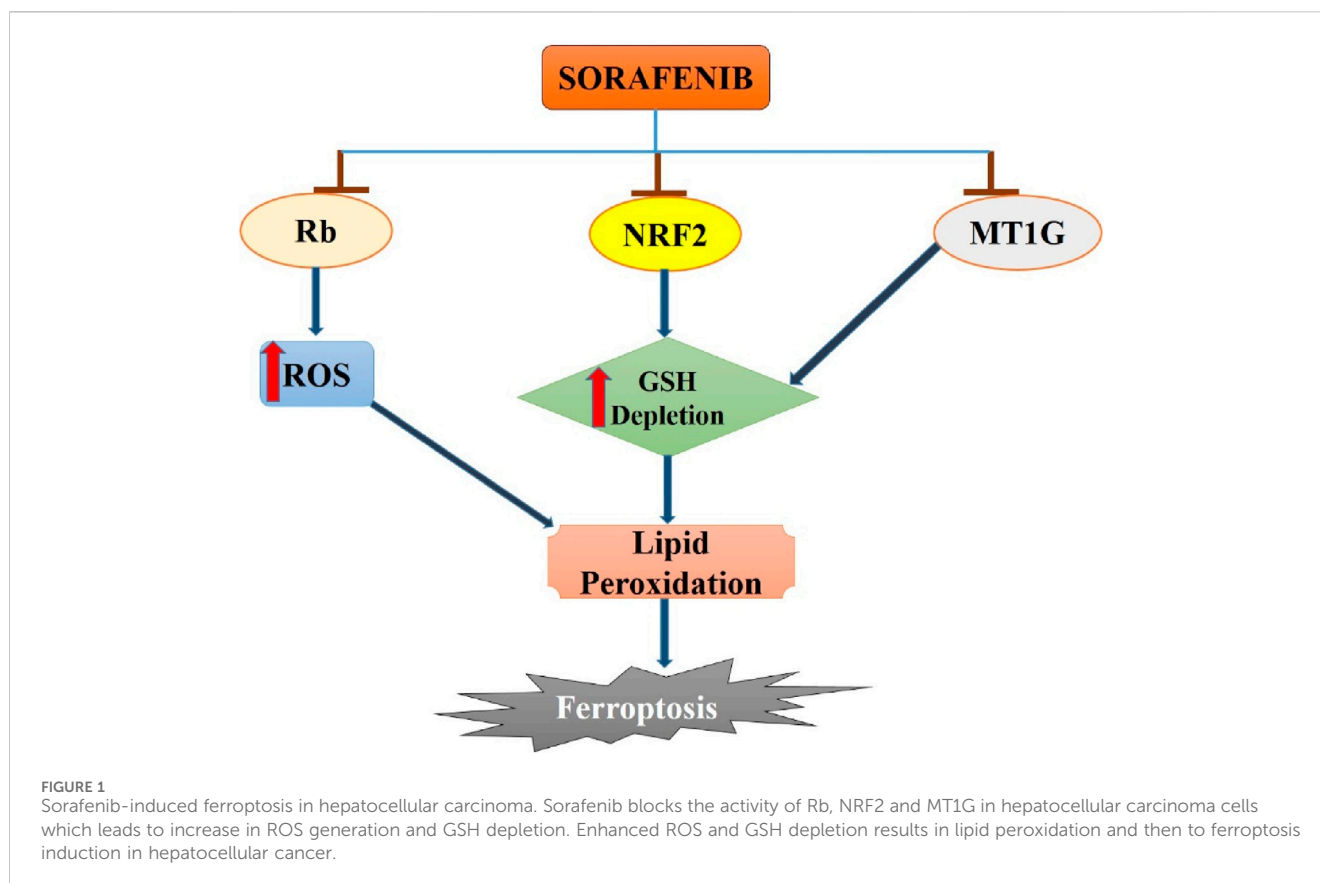 SORAFENIB
Rb
NRF2
MT1G
ROS
GSH
Depletion
Lipid
Peroxidation
Ferroptosis
FIGURE 1
Sorafenib-induced ferroptosis in hepatocellular carcinoma. Sorafenib blocks the activity of Rb, NRF2 and MT1G in hepatocellular carcinoma cells
which leads to increase in ROS generation and GSH depletion. Enhanced ROS and GSH depletion results in lipid peroxidation and then to ferroptosis
induction in hepatocellular cancer.